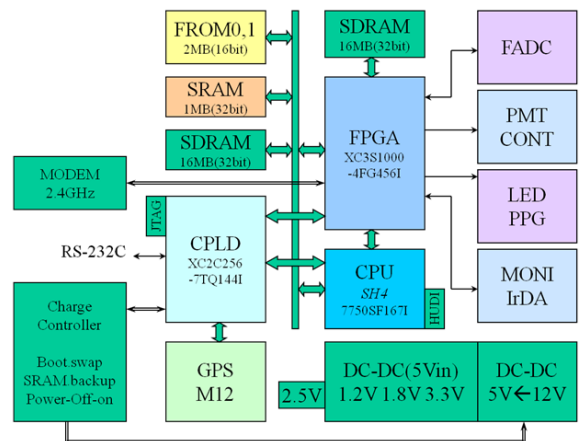 FROM0,1
2MB(16bit)
SRAM
1MB(32bit)
SDRAM
16MB(32bit)
SDRAM
16MB(32bit)
FPGA
XC3S1000
-4FG456I
FADC
PMT
CONT
LED
PPG
MONI
IrDA
MODEM
2.4GHz
JTAG
CPLD
XC2C256
-7TQ144I
RS-232C
CPU
SH4
7750SF167I
HUDI
Charge
Controller
Boot.swap
SRAM.backup
Power-Off-on
GPS
M12
2.5V
DC-DC(5Vin)
1.2V 1.8V 3.3V
DC-DC
5V←12V